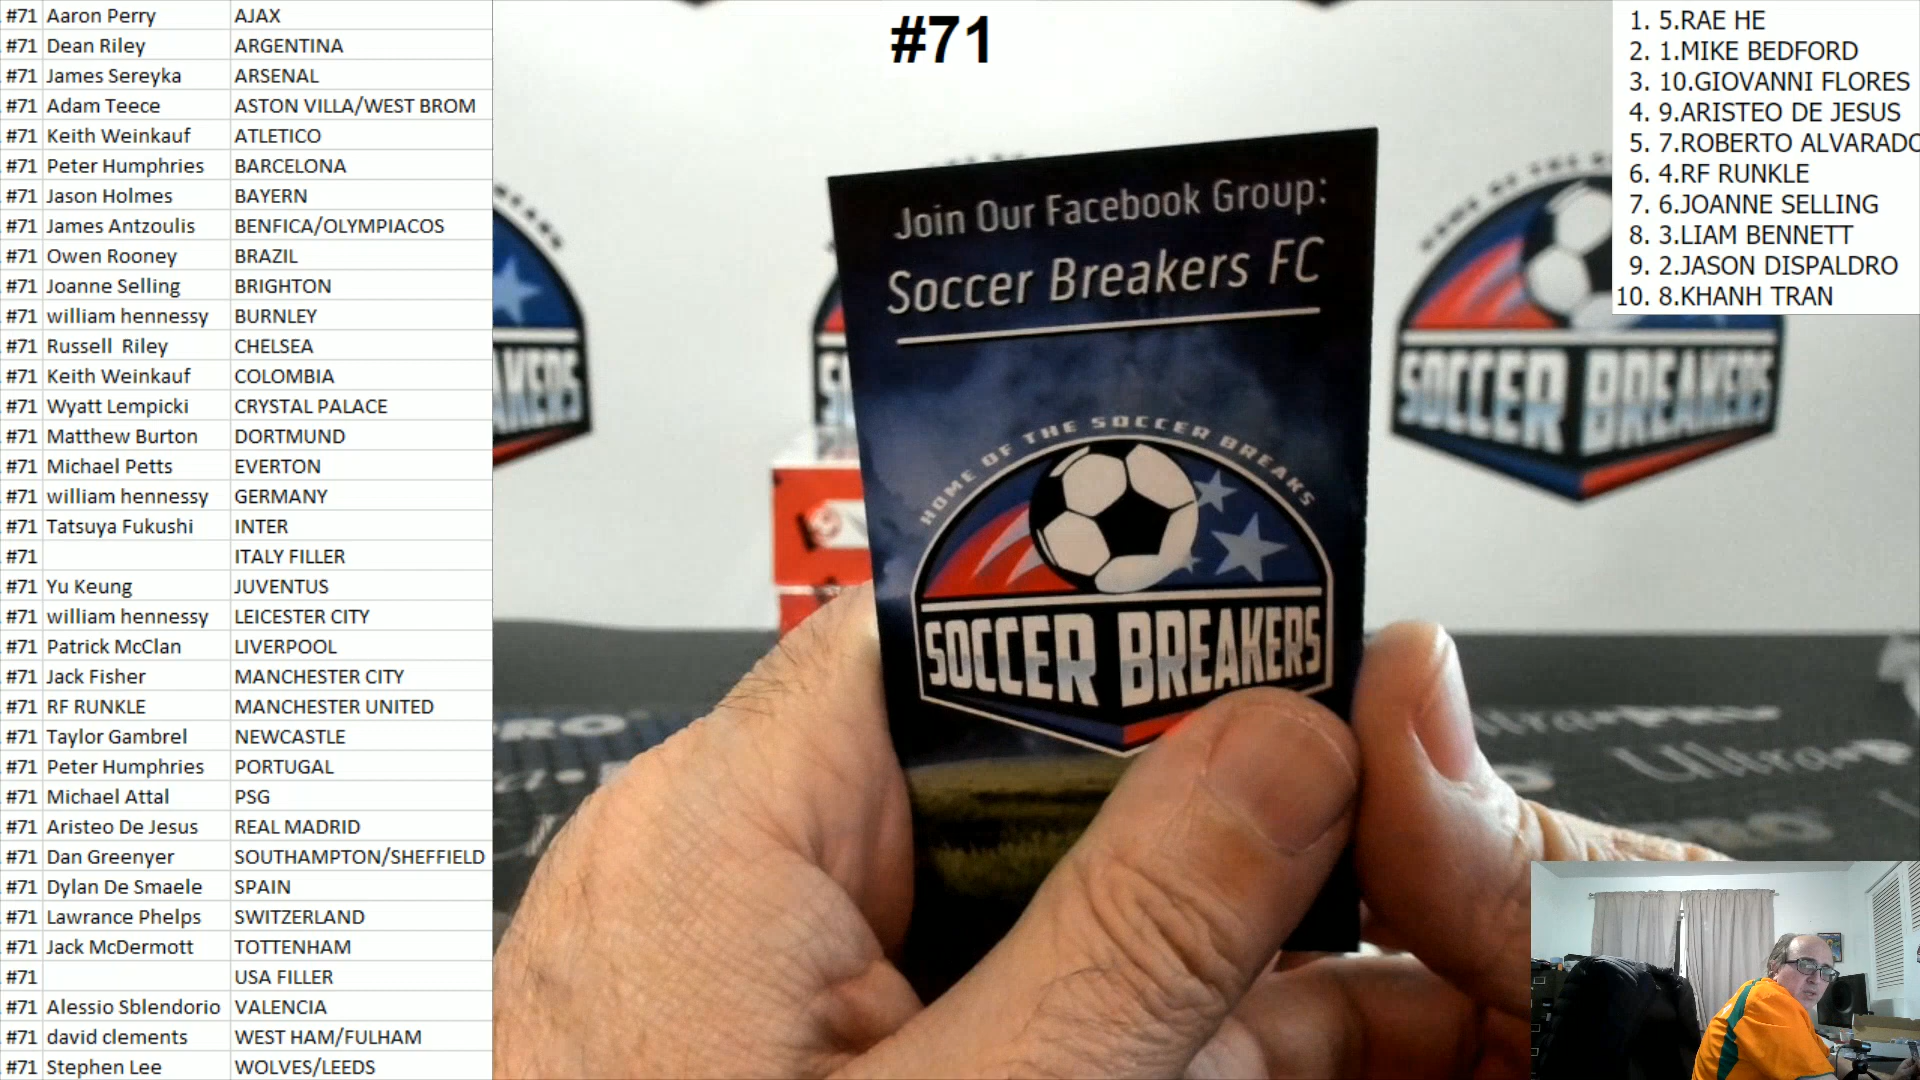 #71 Aaron Perry AJAX
#71 Dean Riley ARGENTINA
#71 James Sereyka ARSENAL
#71 Adam Teece ASTON VILLA/WEST BROM
#71 Keith Weinkauf ATLETICO
#71 Peter Humphries BARCELONA
#71 Jason Holmes BAYERN
#71 James Antzoulis BENFICA/OLYMPIACOS
#71 Owen Rooney BRAZIL
#71 Joanne Selling BRIGHTON
#71 william hennessy BURNLEY
#71 Russell Riley CHELSEA
#71 Keith Weinkauf COLOMBIA
#71 Wyatt Lempicki CRYSTAL PALACE
#71 Matthew Burton DORTMUND
#71 Michael Petts EVERTON
#71 william hennessy GERMANY
#71 Tatsuya Fukushi INTER
#71 ITALY FILLER
#71 Yu Keung JUVENTUS
#71 william hennessy LEICESTER CITY
#71 Patrick McClan LIVERPOOL
#71 Jack Fisher MANCHESTER CITY
#71 RF RUNKLE MANCHESTER UNITED
#71 Taylor Gambrel NEWCASTLE
#71 Peter Humphries PORTUGAL
#71 Michael Attal PSG
#71 Aristeo De Jesus REAL MADRID
#71 Dan Greenyer SOUTHAMPTON/SHEFFIELD
#71 Dylan De Smaele SPAIN
#71 Lawrance Phelps SWITZERLAND
#71 Jack McDermott TOTTENHAM
#71 USA FILLER
#71 Alessio Sblendorio VALENCIA
#71 david clements WEST HAM/FULHAM
#71 Stephen Lee WOLVES/LEEDS
#71
Join Our Facebook Group:
Soccer Breakers FC
HOME OF THE SOCCER BREAKS
SOCCER BREAKERS
1. 5.RAE HE
2. 1.MIKE BEDFORD
3. 10.GIOVANNI FLORES
4. 9.ARISTEO DE JESUS
5. 7.ROBERTO ALVARADO
6. 4.RF RUNKLE
7. 6.JOANNE SELLING
8. 3.LIAM BENNETT
9. 2.JASON DISPALDRO
10. 8.KHANH TRAN
SOCCER BREAKERS
AKERS
Ultra PRO